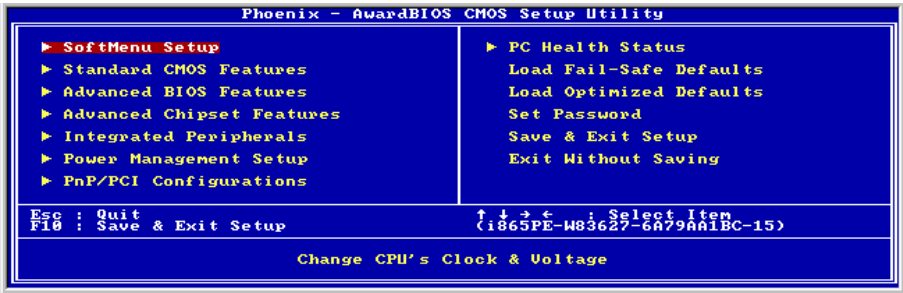 Phoenix - AwardBIOS CMOS Setup Utility
► SoftMenu Setup
► Standard CMOS Features
► Advanced BIOS Features
► Advanced Chipset Features
► Integrated Peripherals
► Power Management Setup
► PnP/PCI Configurations
► PC Health Status
Load Fail-Safe Defaults
Load Optimized Defaults
Set Password
Save & Exit Setup
Exit Without Saving
Esc : Quit
F10 : Save & Exit Setup
↑ ↓ → ← : Select Item
(i865PE-W83627-6A79AA1BC-15)
Change CPU's Clock & Voltage